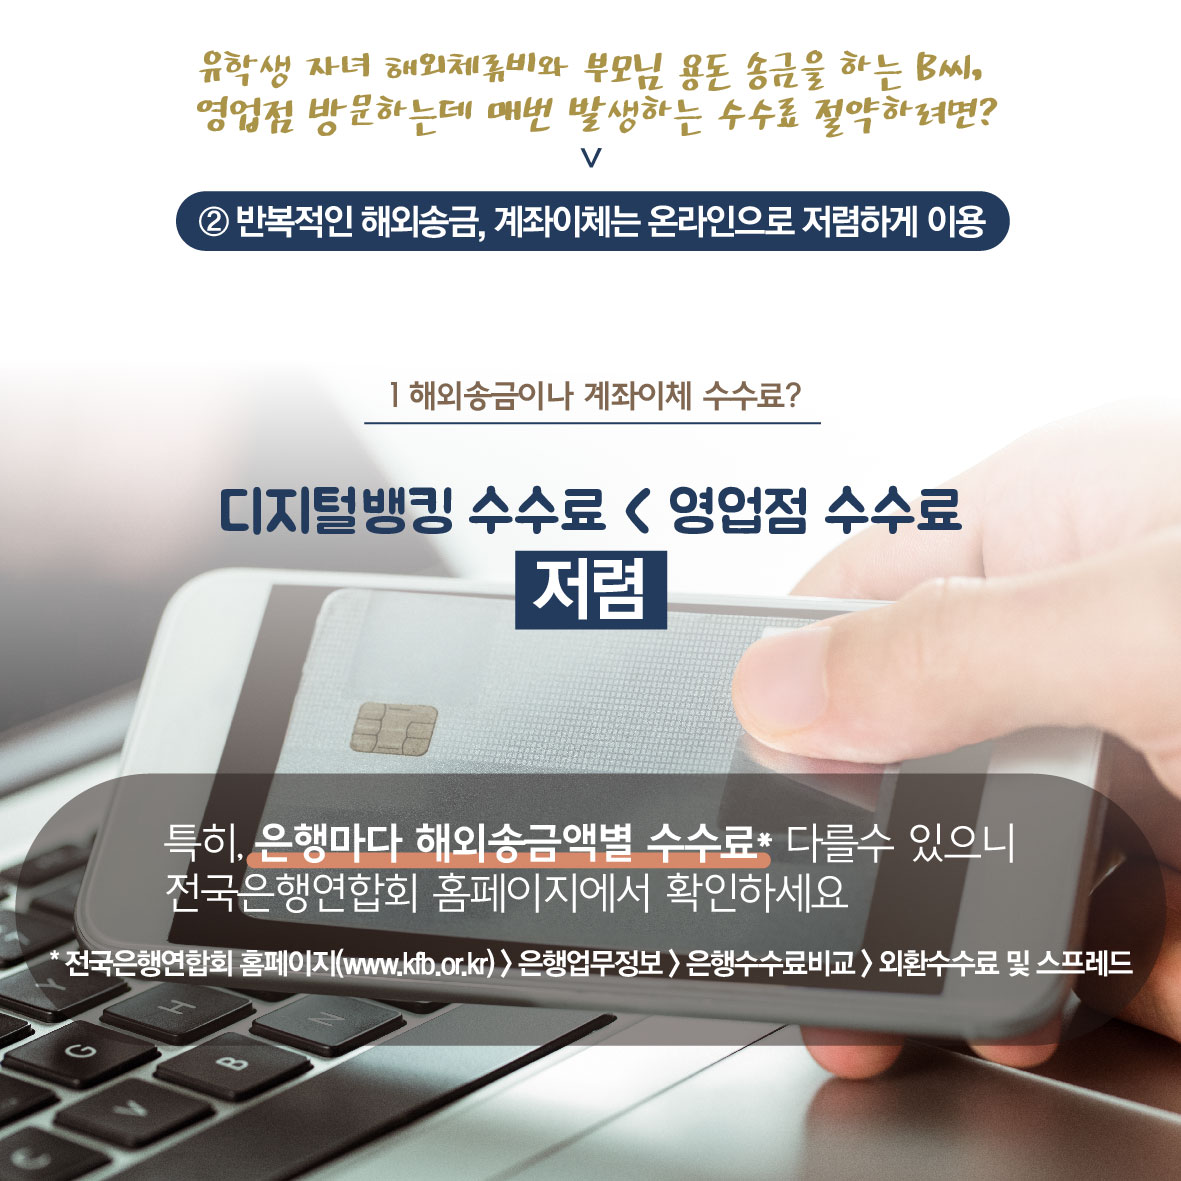 유학생 자녀 해외체류비와 부모님 용돈 송금을 하는 B씨,
영업점 방문하는데 매번 발생하는 수수료 절약하려면?
② 반복적인 해외송금, 계좌이체는 온라인으로 저렴하게 이용
1 해외송금이나 계좌이체 수수료?
디지털뱅킹 수수료 < 영업점 수수료
저렴
특히, 은행마다 해외송금액별 수수료* 다를수 있으니
전국은행연합회 홈페이지에서 확인하세요
* 전국은행연합회 홈페이지(www.kfb.or.kr) > 은행업무정보 > 은행수수료비교 > 외환수수료 및 스프레드
H
N
G
B
V
C